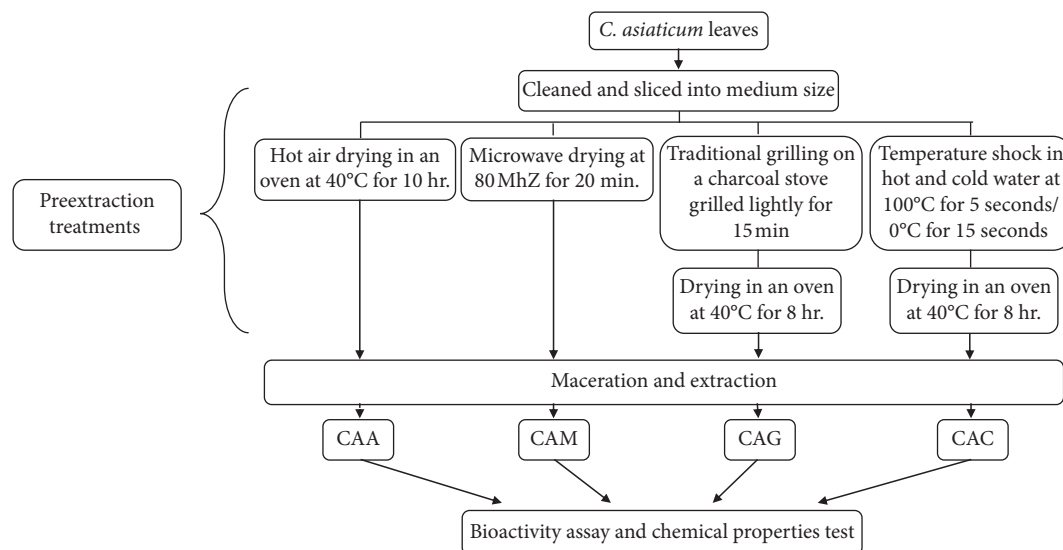 C. asiaticum leaves
Cleaned and sliced into medium size
Preextraction
treatments
Hot air drying in an
oven at 40°C for 10 hr.
Microwave drying at
80 MhZ for 20 min.
Traditional grilling on
a charcoal stove
grilled lightly for
15 min
Temperature shock in
hot and cold water at
100°C for 5 seconds/
0°C for 15 seconds
Drying in an oven
at 40°C for 8 hr.
Drying in an oven
at 40°C for 8 hr.
Maceration and extraction
CAA
CAM
CAG
CAC
Bioactivity assay and chemical properties test